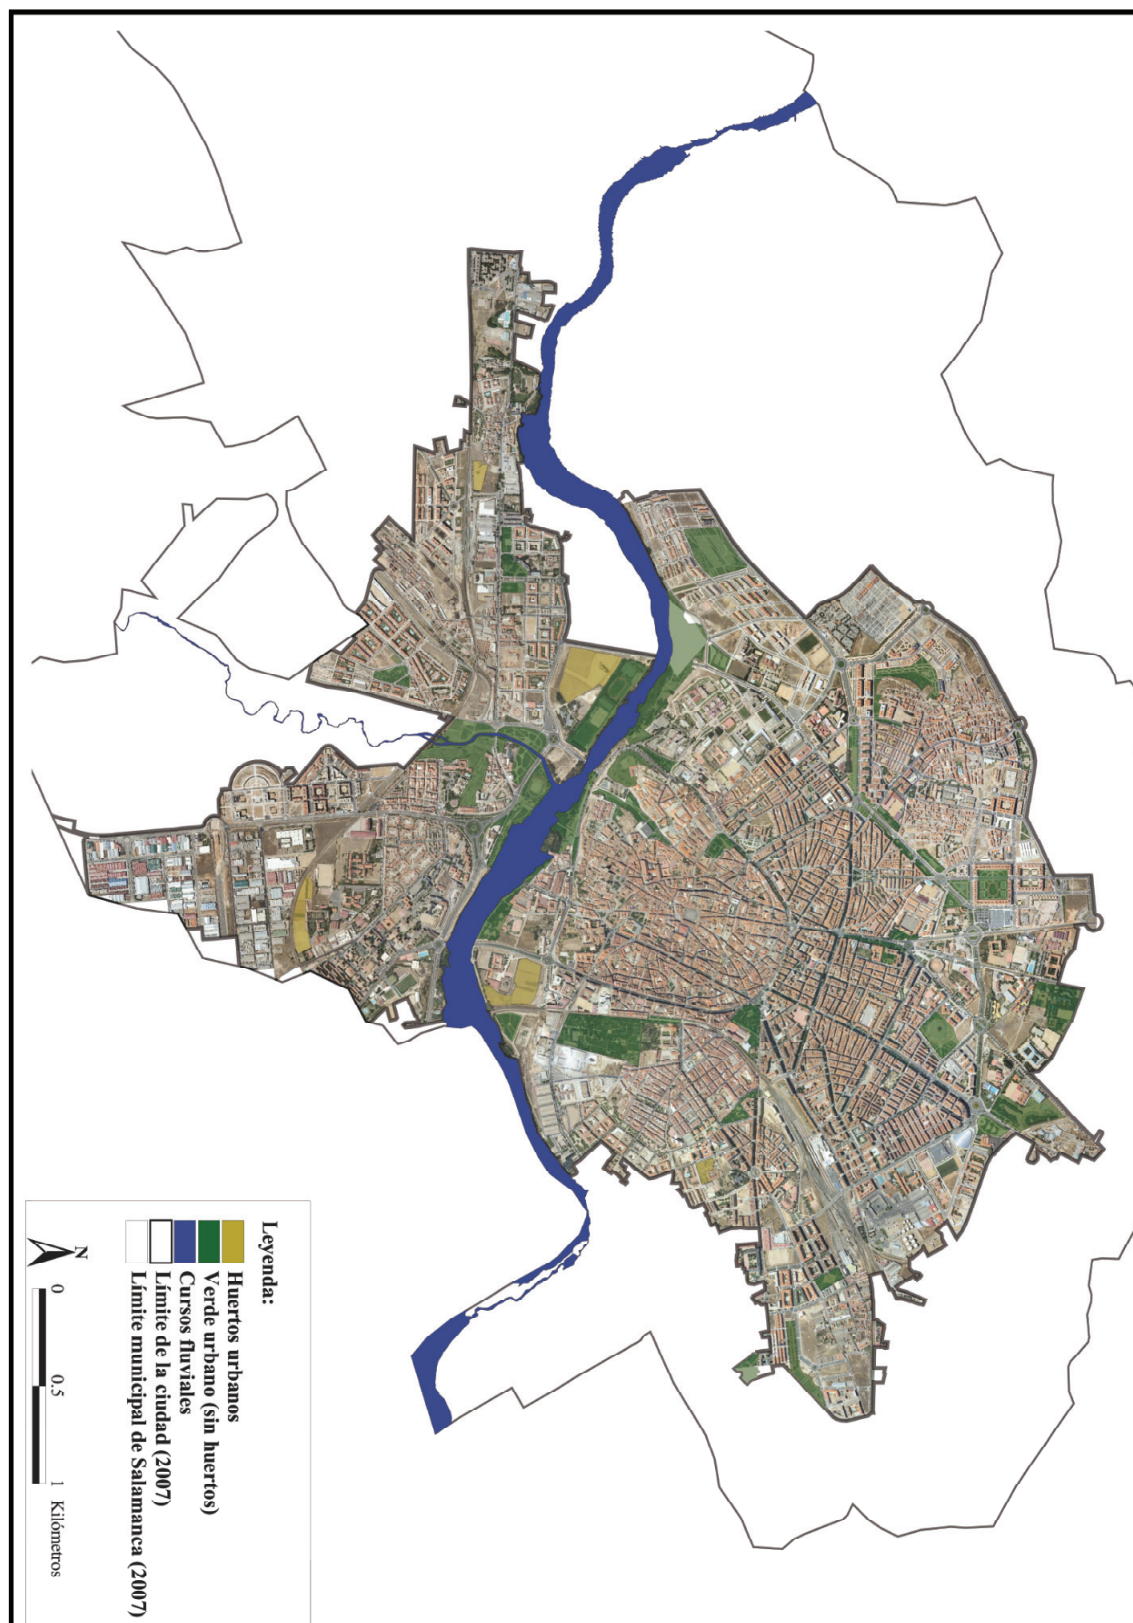 Leyenda:
Huertos urbanos
Verde urbano (sin huertos)
Cursos fluviales
Límite de la ciudad (2007)
Límite municipal de Salamanca (2007)
N
0 0.5 1 Kilómetros